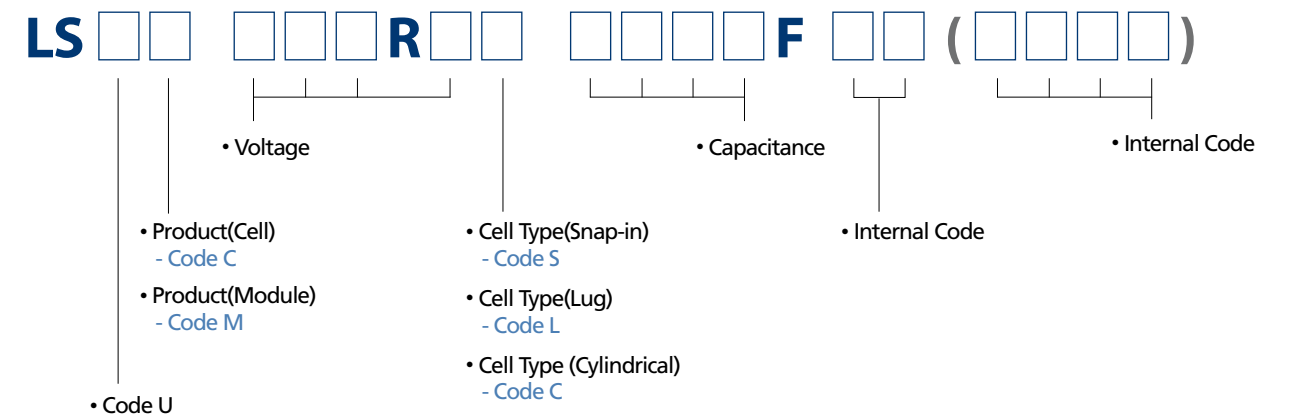 LS□□ □□□R□□ □□□□F □□ (□□□□)
• Voltage
• Capacitance
• Internal Code
• Product(Cell)
- Code C
• Product(Module)
- Code M
• Cell Type(Snap-in)
- Code S
• Cell Type(Lug)
- Code L
• Cell Type (Cylindrical)
- Code C
• Internal Code
• Code U